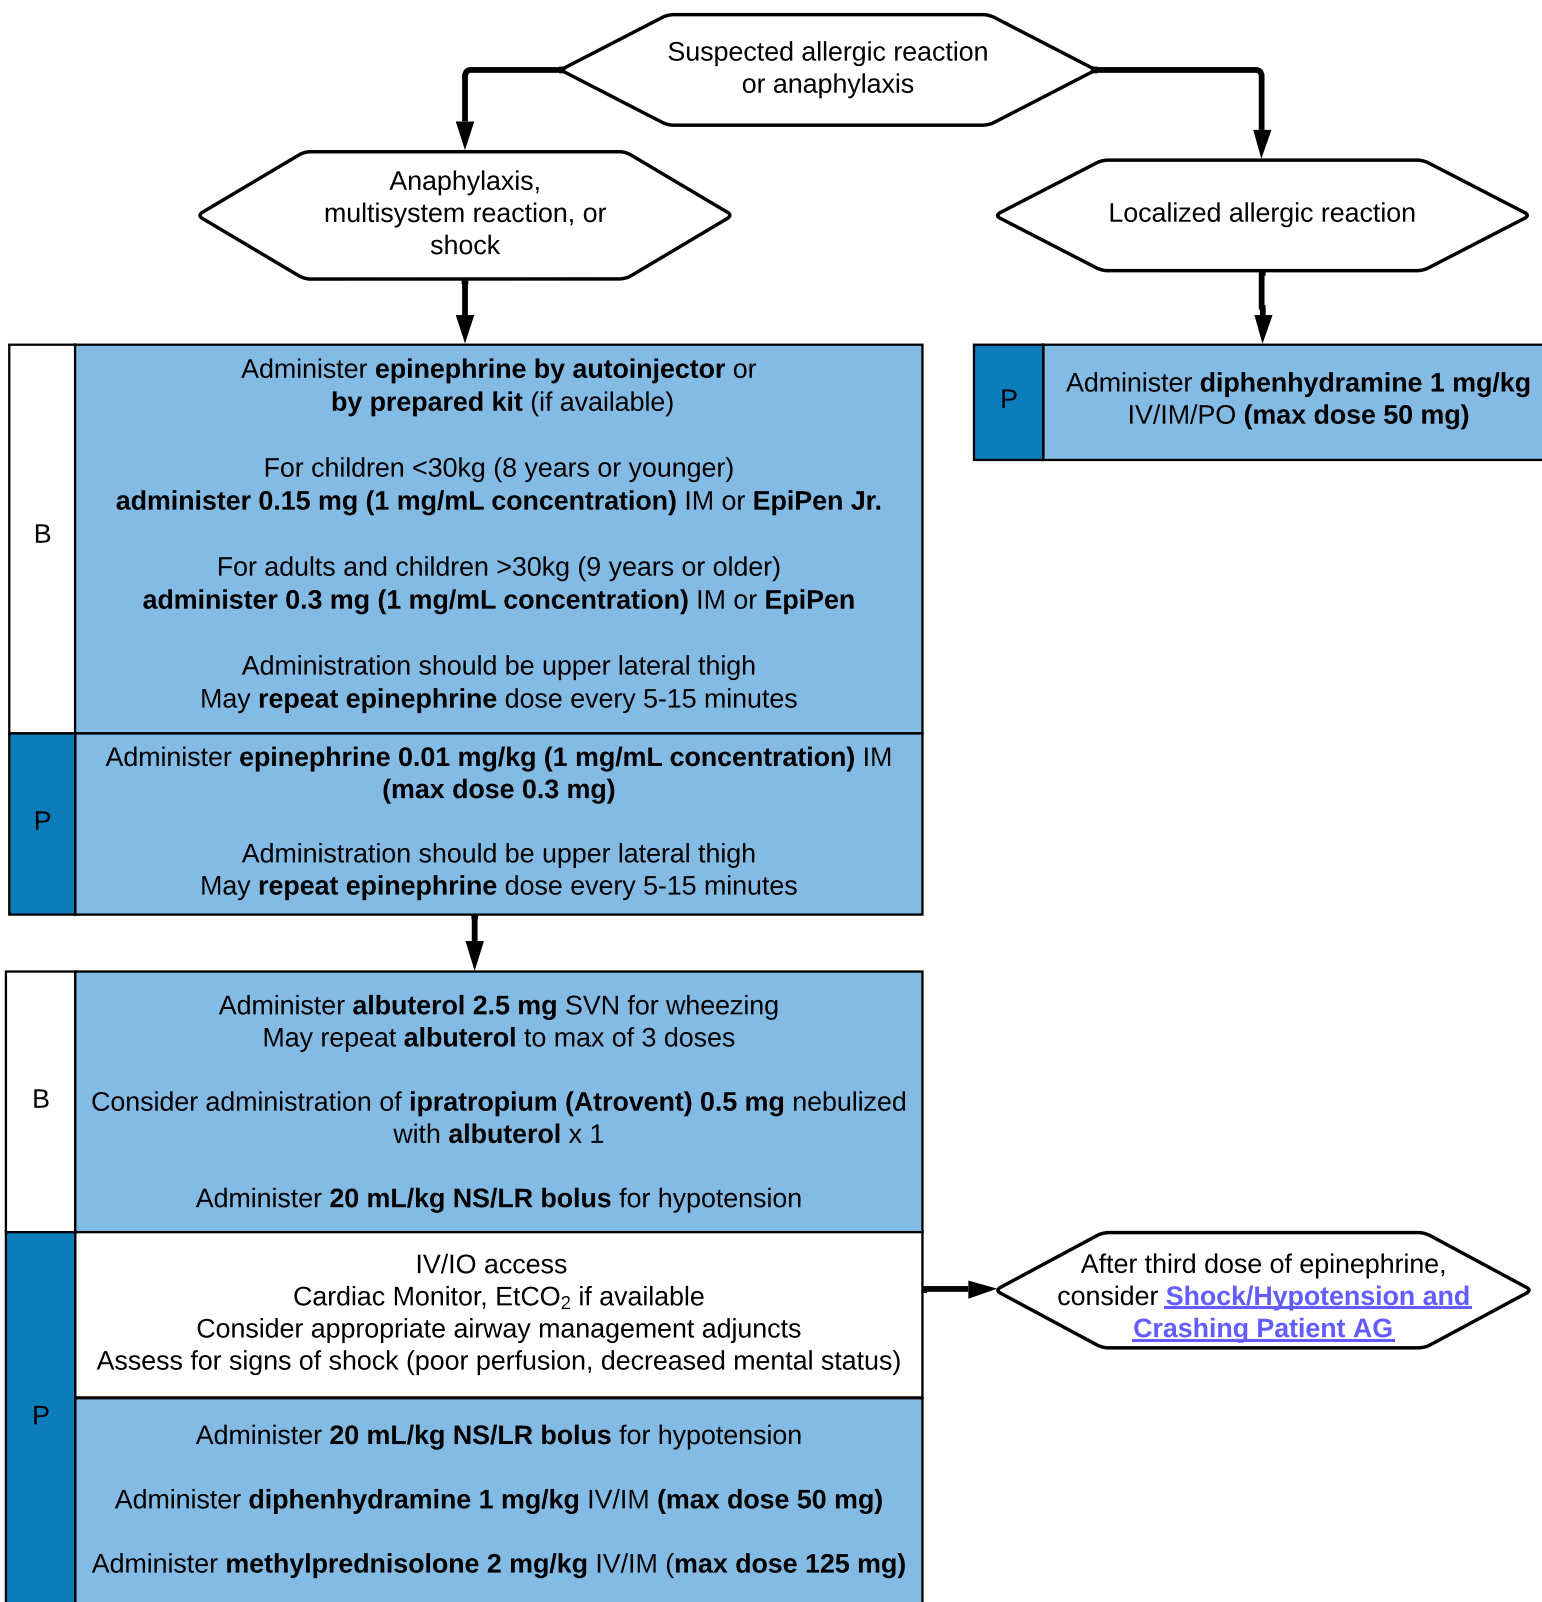 Suspected allergic reaction
or anaphylaxis
Anaphylaxis,
multisystem reaction, or
shock
Localized allergic reaction
B
Administer epinephrine by autoinjector or
by prepared kit (if available)
For children <30kg (8 years or younger)
administer 0.15 mg (1 mg/mL concentration) IM or EpiPen Jr.
For adults and children >30kg (9 years or older)
administer 0.3 mg (1 mg/mL concentration) IM or EpiPen
Administration should be upper lateral thigh
May repeat epinephrine dose every 5-15 minutes
P
Administer diphenhydramine 1 mg/kg
IV/IM/PO (max dose 50 mg)
P
Administer epinephrine 0.01 mg/kg (1 mg/mL concentration) IM
(max dose 0.3 mg)
Administration should be upper lateral thigh
May repeat epinephrine dose every 5-15 minutes
B
Administer albuterol 2.5 mg SVN for wheezing
May repeat albuterol to max of 3 doses
Consider administration of ipratropium (Atrovent) 0.5 mg nebulized
with albuterol x 1
Administer 20 mL/kg NS/LR bolus for hypotension
P
IV/IO access
Cardiac Monitor, EtCO₂ if available
Consider appropriate airway management adjuncts
Assess for signs of shock (poor perfusion, decreased mental status)
After third dose of epinephrine,
consider Shock/Hypotension and
Crashing Patient AG
Administer 20 mL/kg NS/LR bolus for hypotension
Administer diphenhydramine 1 mg/kg IV/IM (max dose 50 mg)
Administer methylprednisolone 2 mg/kg IV/IM (max dose 125 mg)